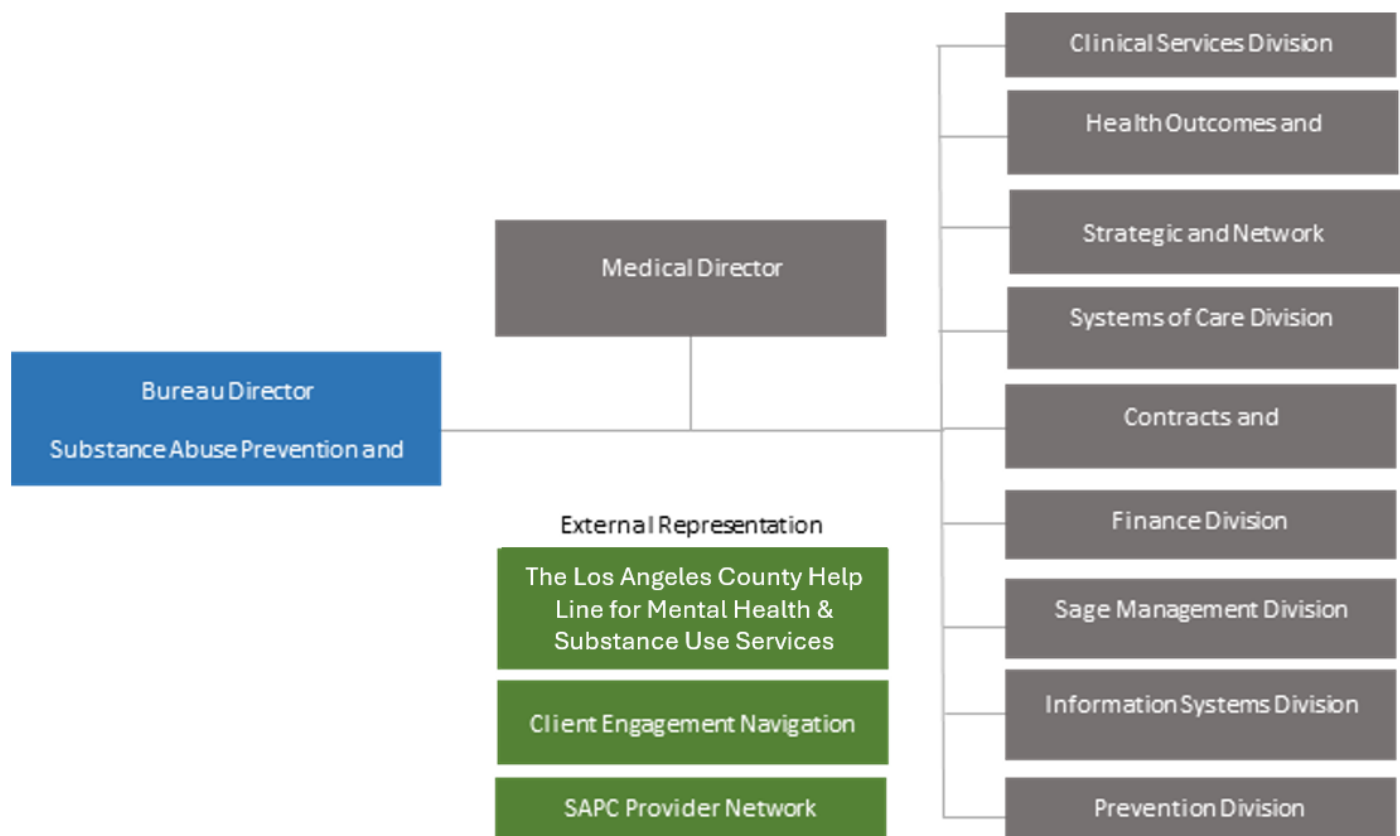 Clinical Services Division
Health Outcomes and
Strategic and Network
Medical Director
Systems of Care Division
Bureau Director
Substance Abuse Prevention and
Contracts and
External Representation
Finance Division
The Los Angeles County Help
Line for Mental Health &
Substance Use Services
Sage Management Division
Client Engagement Navigation
Information Systems Division
SAPC Provider Network
Prevention Division